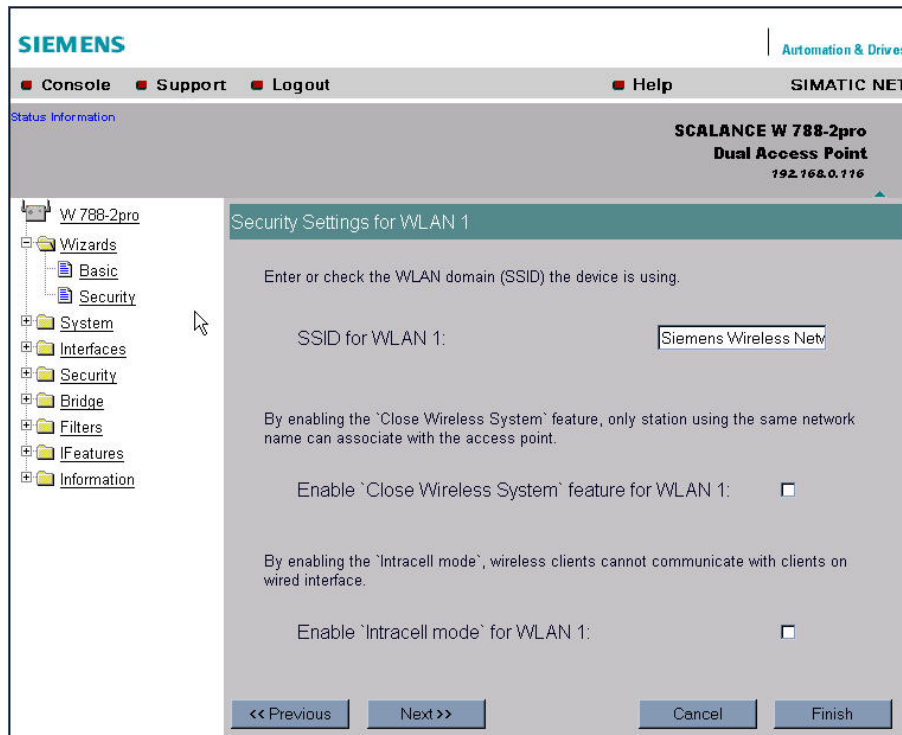 SIEMENS
Automation & Drives
Console Support Logout Help SIMATIC NET
Status Information
SCALANCE W 788-2pro
Dual Access Point
192.168.0.116
W 788-2pro
Wizards
Basic
Security
System
Interfaces
Security
Bridge
Filters
IFeatures
Information
Security Settings for WLAN 1
Enter or check the WLAN domain (SSID) the device is using.
SSID for WLAN 1: Siemens Wireless Netw
By enabling the `Close Wireless System` feature, only station using the same network
name can associate with the access point.
Enable `Close Wireless System` feature for WLAN 1:
By enabling the `Intracell mode`, wireless clients cannot communicate with clients on
wired interface.
Enable `Intracell mode` for WLAN 1:
<< Previous Next >> Cancel Finish